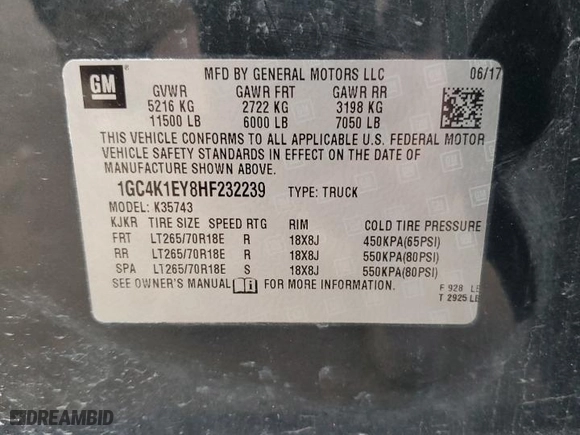 GM
MFD BY GENERAL MOTORS LLC 06/17
GVWR GAWR FRT GAWR RR
5216 KG 2722 KG 3198 KG
11500 LB 6000 LB 7050 LB
THIS VEHICLE CONFORMS TO ALL APPLICABLE U.S. FEDERAL MOTOR
VEHICLE SAFETY STANDARDS IN EFFECT ON THE DATE OF
MANUFACTURE SHOWN ABOVE.
1GC4K1EY8HF232239 TYPE: TRUCK
MODEL: K35743
KJKR TIRE SIZE SPEED RTG RIM COLD TIRE PRESSURE
FRT LT265/70R18E R 18X8J 450KPA(65PSI)
RR LT265/70R18E R 18X8J 550KPA(80PSI)
SPA LT265/70R18E S 18X8J 550KPA(80PSI)
SEE OWNER'S MANUAL FOR MORE INFORMATION.
F 928 LB
T 2925 LB
DREAMBID